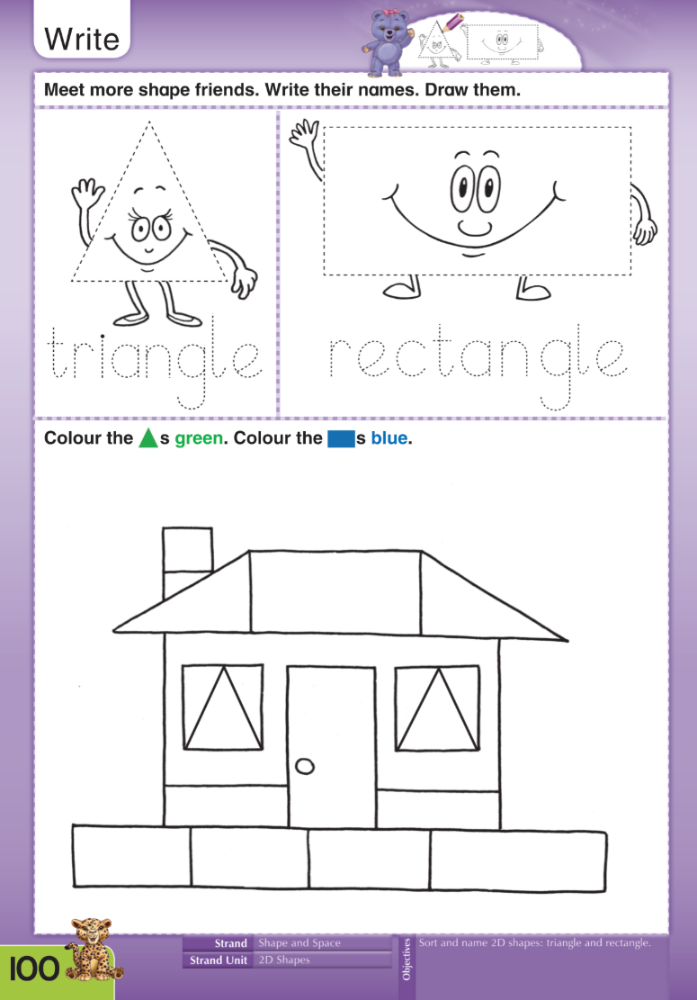 Write
Meet more shape friends. Write their names. Draw them.
triangle
rectangle
Colour the s green. Colour the s blue.
Strand Shape and Space
Strand Unit 2D Shapes
Objectives
Sort and name 2D shapes: triangle and rectangle.
100